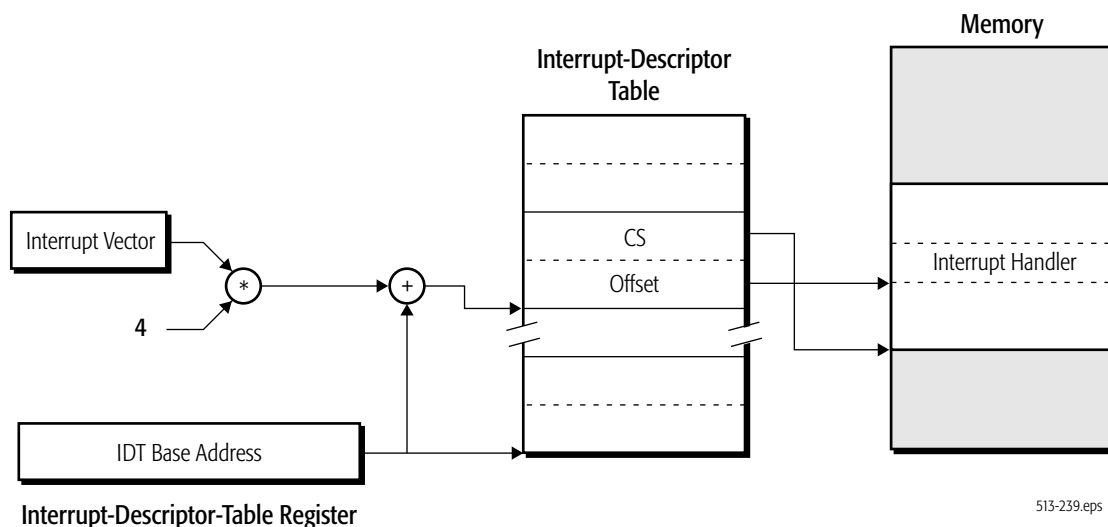 Memory
Interrupt-Descriptor
Table
Interrupt Vector
CS
Interrupt Handler
*
+
Offset
4
IDT Base Address
Interrupt-Descriptor-Table Register
513-239.eps